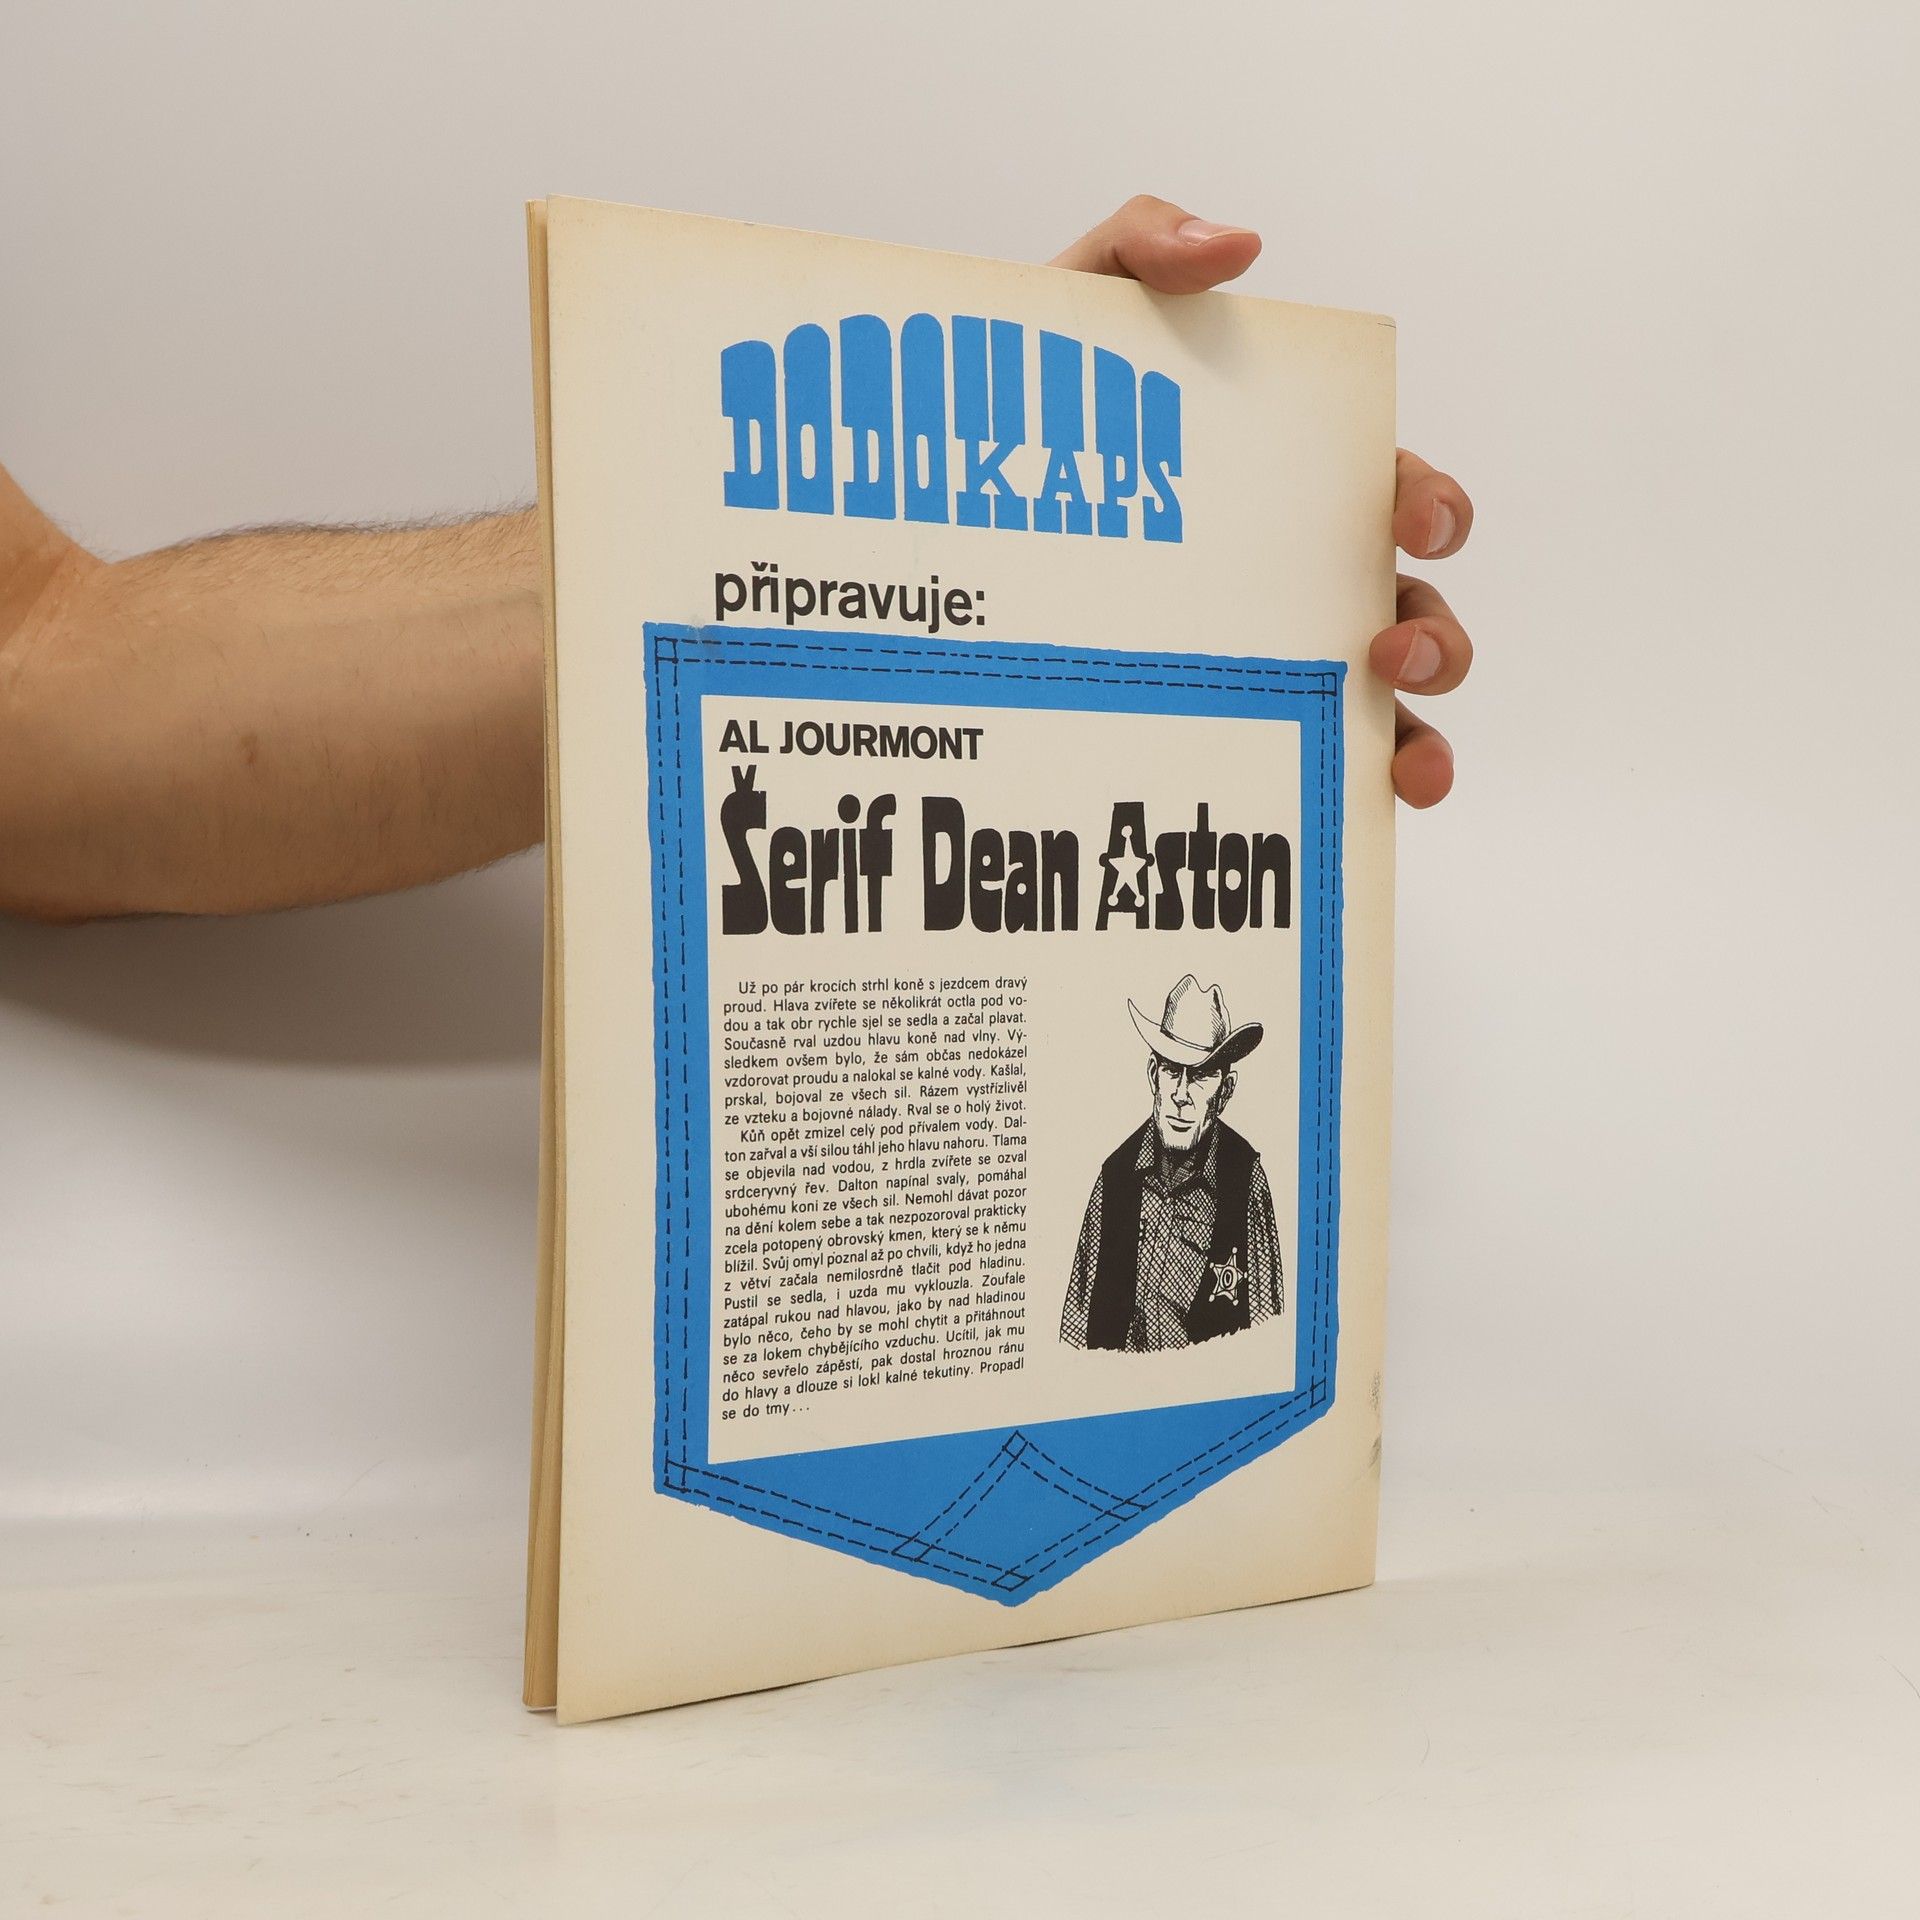 DODOKAPS
připravuje:
AL JOURMONT
Šerif Dean Aston
Už po pár krocích strhl koně s jezdcem dravý
proud. Hlava zvířete se několikrát octla pod vo-
dou a tak obr rychle sjel se sedla a začal plavat.
Současně rval uzdou hlavu koně nad vlny. Vý-
sledkem ovšem bylo, že sám občas nedokázel
vzdorovat proudu a nalokal se kalné vody. Kašlal,
prskal, bojoval ze všech sil. Rázem vystřízlivěl
ze vzteku a bojovné nálady. Rval se o holý život.
Kůň opět zmizel celý pod přívalem vody. Dal-
ton zařval a vší silou táhl jeho hlavu nahoru. Tlama
se objevila nad vodou, z hrdla zvířete se ozval
srdceryvný řev. Dalton napínal svaly, pomáhal
ubohému koni ze všech sil. Nemohl dávat pozor
na dění kolem sebe a tak nezpozoroval prakticky
zcela potopený obrovský kmen, který se k němu
blížil. Svůj omyl poznal až po chvíli, když ho jedna
z větví začala nemilosrdně tlačit pod hladinu.
Pustil se sedla, i uzda mu vyklouzla. Zoufale
zatápal rukou nad hlavou, jako by nad hladinou
bylo něco, čeho by se mohl chytit a přitáhnout
se za lokem chybějícího vzduchu. Ucítil, jak mu
něco sevřelo zápěstí, pak dostal hroznou ránu
do hlavy a dlouze si lokl kalné tekutiny. Propadl
se do tmy...